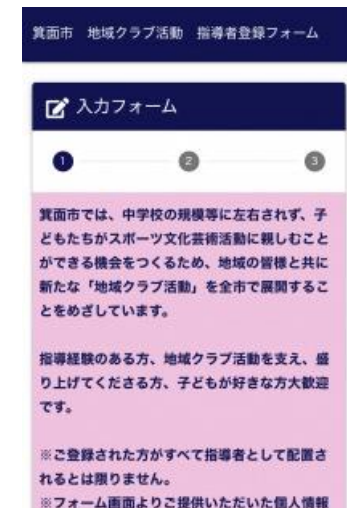 箕面市 地域クラブ活動 指導者登録フォーム
入力フォーム
1 2 3
箕面市では、中学校の規模等に左右されず、子
どもたちがスポーツ文化芸術活動に親しむこと
ができる機会をつくるため、地域の皆様と共に
新たな「地域クラブ活動」を全市で展開するこ
とをめざしています。
指導経験のある方、地域クラブ活動を支え、盛
り上げてくださる方、子どもが好きな方大歓迎
です。
※ご登録された方がすべて指導者として配置さ
れるとは限りません。
※フォーム画面よりご提供いただいた個人情報